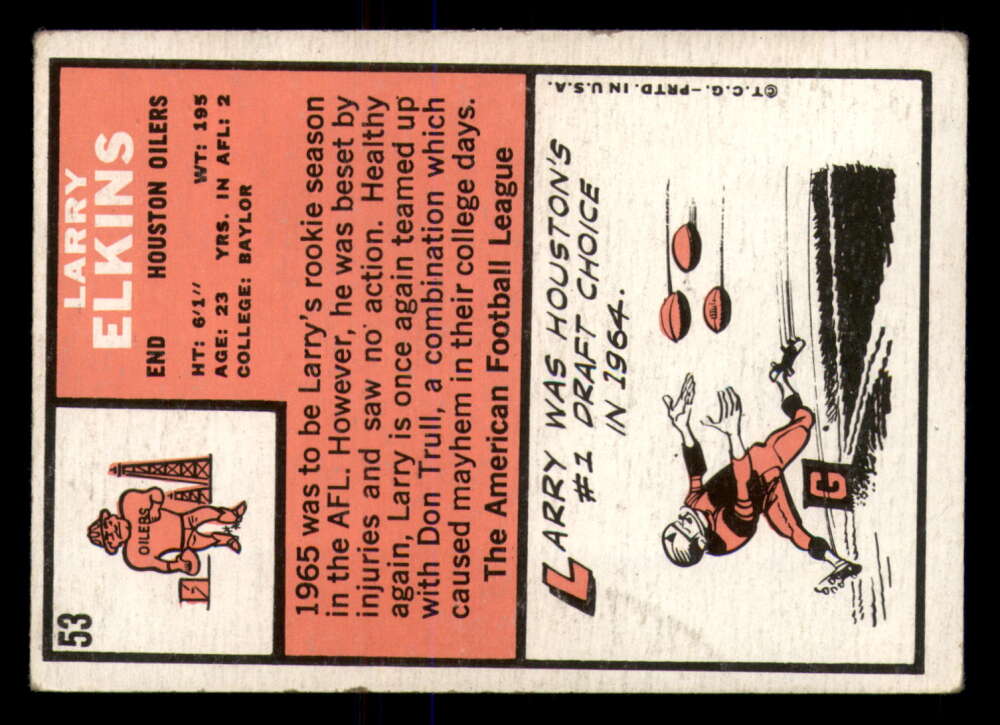 53
OILERS
LARRY
ELKINS
END HOUSTON OILERS
HT: 6'1" WT: 195
AGE: 23 YRS. IN AFL: 2
COLLEGE: BAYLOR
1965 was to be Larry's rookie season
in the AFL. However, he was beset by
injuries and saw no action. Healthy
again, Larry is once again teamed up
with Don Trull, a combination which
caused mayhem in their college days.
The American Football League
LARRY WAS HOUSTON'S
#1 DRAFT CHOICE
IN 1964.
G
©T.C.G.-PRTD. IN U.S.A.